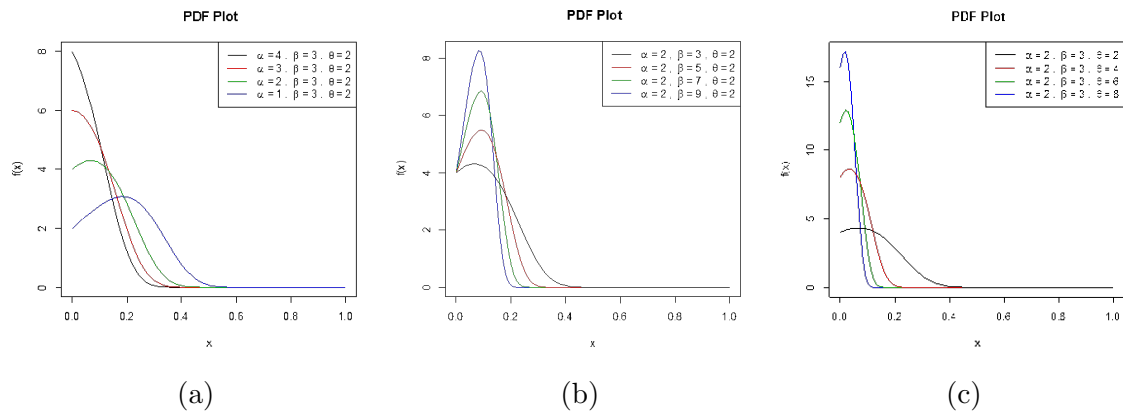 PDF Plot
f(x)
8
6
4
2
0
α = 4 , β = 3 , θ = 2
α = 3 , β = 3 , θ = 2
α = 2 , β = 3 , θ = 2
α = 1 , β = 3 , θ = 2
0.0 0.2 0.4 0.6 0.8 1.0
x
(a)
PDF Plot
f(x)
8
6
4
2
0
α = 2 , β = 3 , θ = 2
α = 2 , β = 5 , θ = 2
α = 2 , β = 7 , θ = 2
α = 2 , β = 9 , θ = 2
0.0 0.2 0.4 0.6 0.8 1.0
x
(b)
PDF Plot
f(x)
15
10
5
0
α = 2 , β = 3 , θ = 2
α = 2 , β = 3 , θ = 4
α = 2 , β = 3 , θ = 6
α = 2 , β = 3 , θ = 8
0.0 0.2 0.4 0.6 0.8 1.0
x
(c)